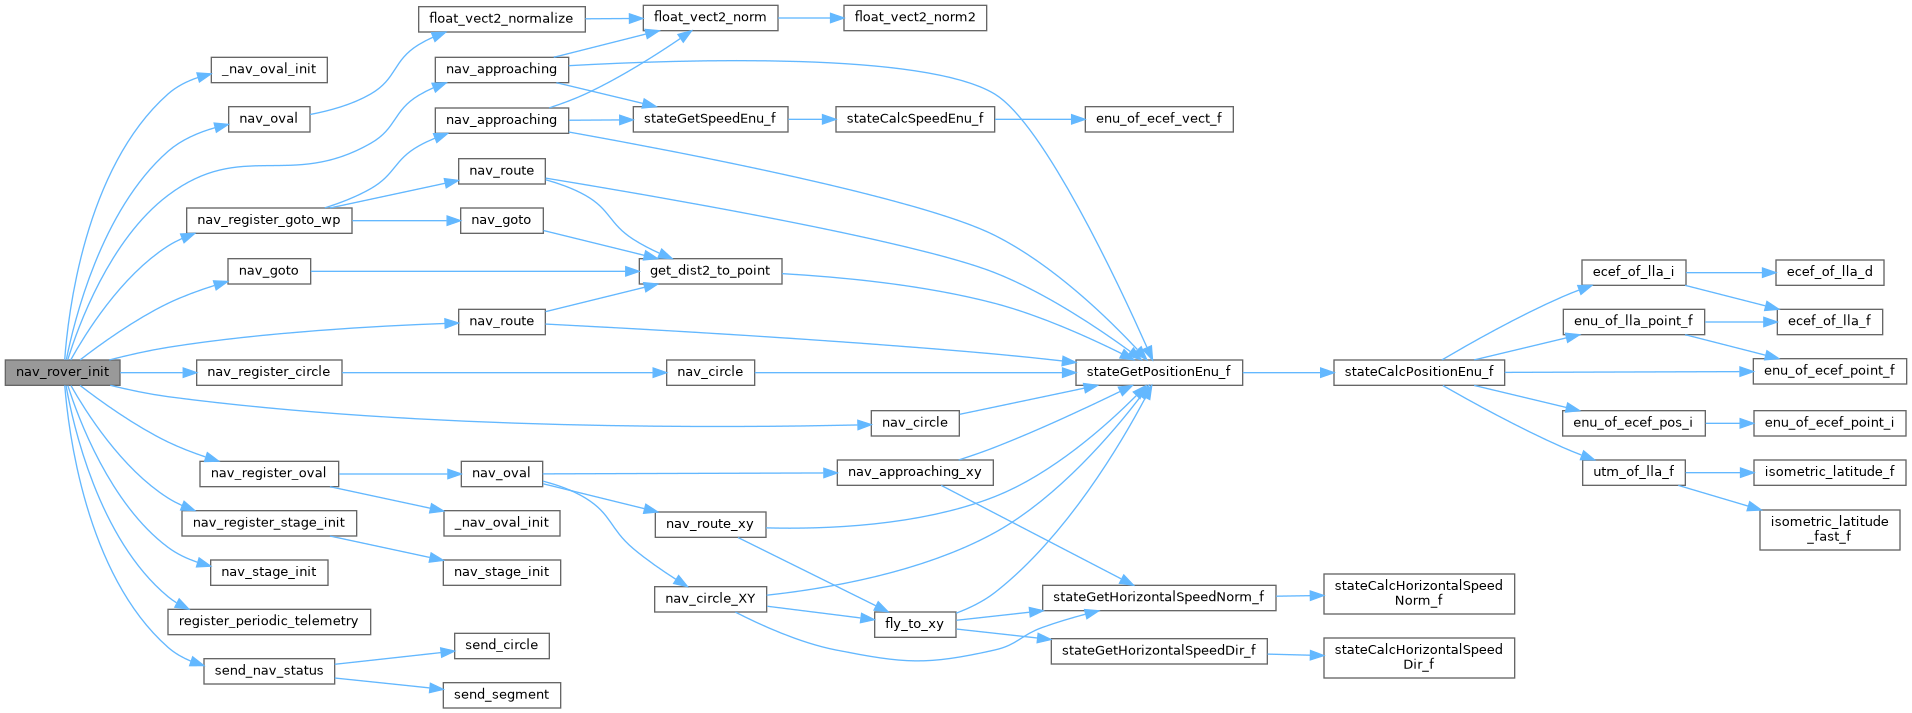 nav_rover_init
_nav_oval_init
nav_oval
nav_register_goto_wp
nav_goto
nav_register_circle
nav_register_oval
nav_register_stage_init
nav_stage_init
register_periodic_telemetry
send_nav_status
float_vect2_normalize
nav_approaching
nav_approaching
nav_route
nav_goto
nav_route
nav_oval
_nav_oval_init
nav_stage_init
send_circle
send_segment
float_vect2_norm
stateGetSpeedEnu_f
get_dist2_to_point
nav_circle
nav_route_xy
nav_circle_XY
float_vect2_norm2
stateCalcSpeedEnu_f
nav_circle
nav_approaching_xy
fly_to_xy
enu_of_ecef_vect_f
stateGetPositionEnu_f
stateGetHorizontalSpeedNorm_f
stateGetHorizontalSpeedDir_f
stateCalcPositionEnu_f
stateCalcHorizontalSpeed
Norm_f
stateCalcHorizontalSpeed
Dir_f
ecef_of_lla_i
enu_of_lla_point_f
enu_of_ecef_pos_i
utm_of_lla_f
ecef_of_lla_d
ecef_of_lla_f
enu_of_ecef_point_f
enu_of_ecef_point_i
isometric_latitude_f
isometric_latitude
_fast_f